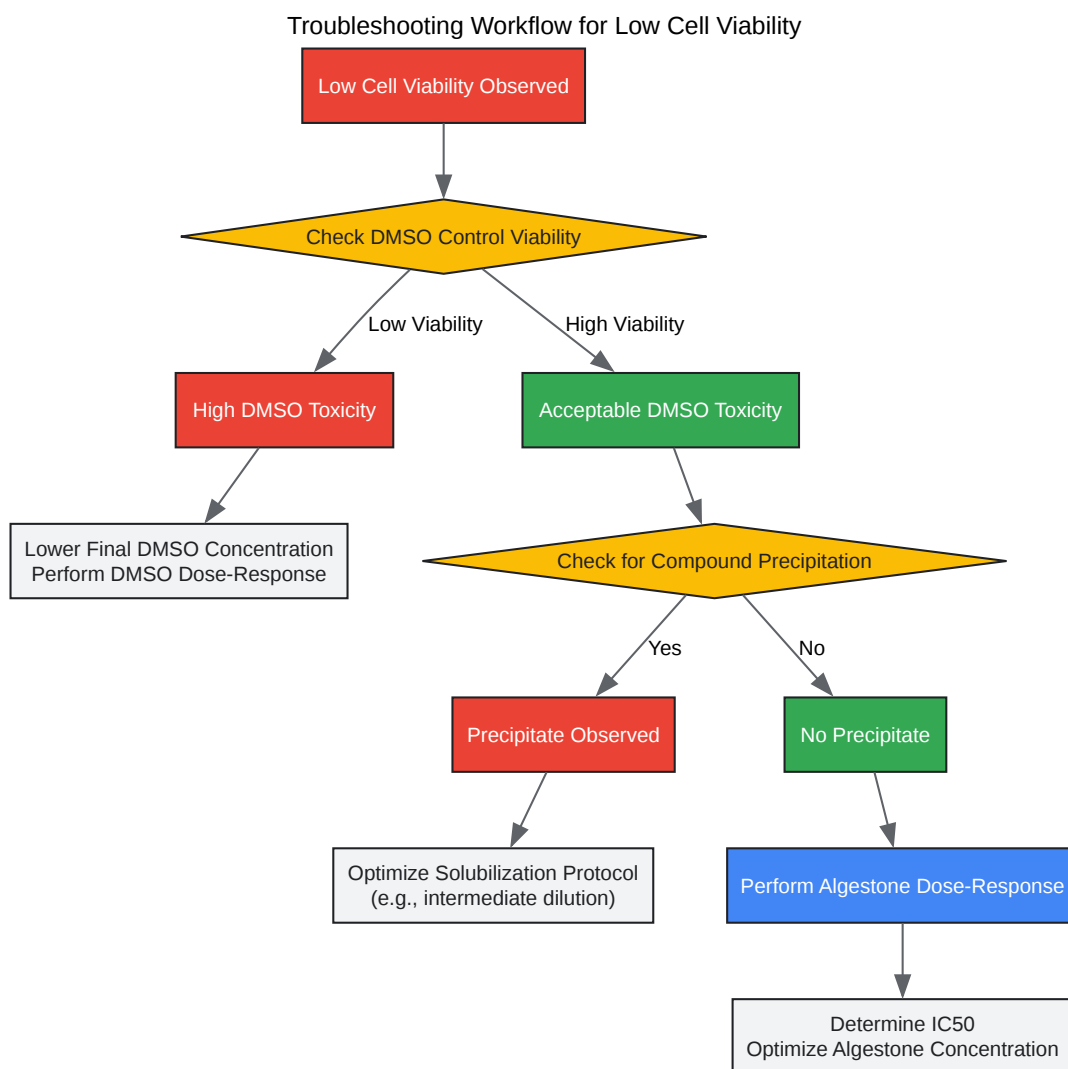 Troubleshooting Workflow for Low Cell Viability
Low Cell Viability Observed
Check DMSO Control Viability
Low Viability
High Viability
High DMSO Toxicity
Acceptable DMSO Toxicity
Lower Final DMSO Concentration
Perform DMSO Dose-Response
Check for Compound Precipitation
Yes
No
Precipitate Observed
No Precipitate
Optimize Solubilization Protocol
(e.g., intermediate dilution)
Perform Algestone Dose-Response
Determine IC50
Optimize Algestone Concentration